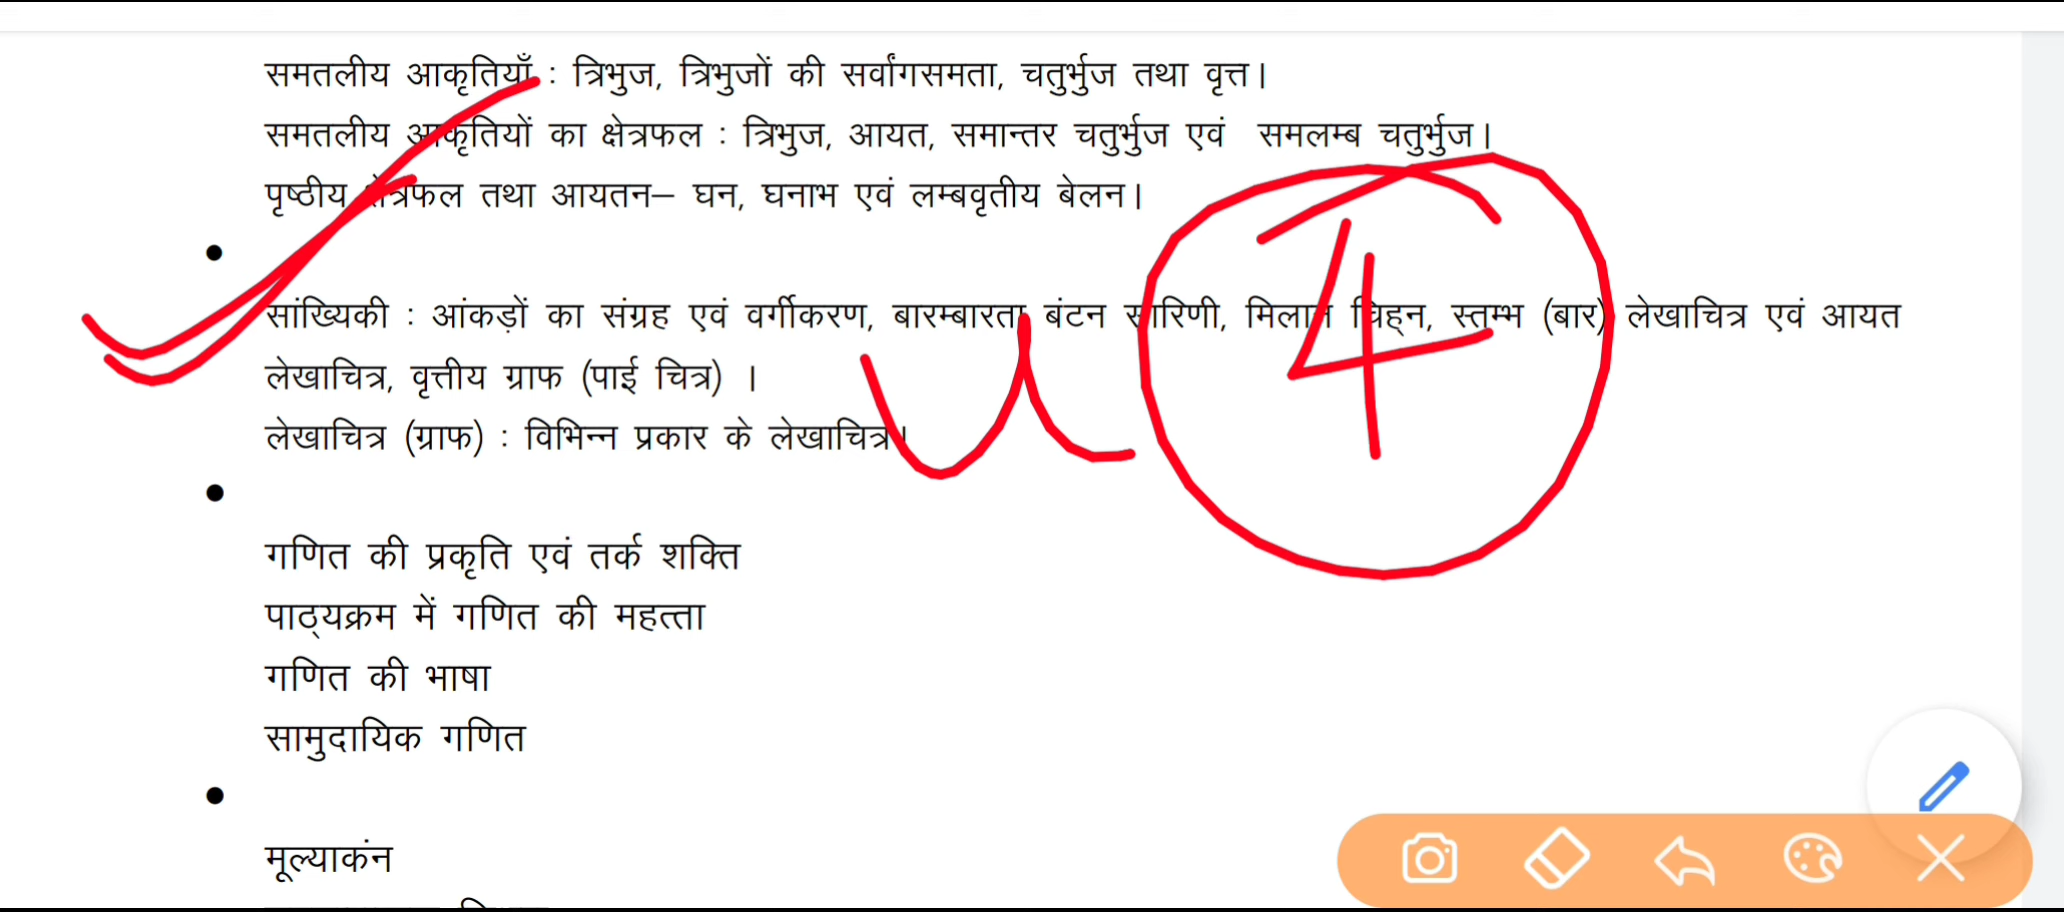 समतलीय आकृतियाँ : त्रिभुज, त्रिभुजों की सर्वांगसमता, चतुर्भुज तथा वृत्त।
समतलीय आकृतियों का क्षेत्रफल : त्रिभुज, आयत, समान्तर चतुर्भुज एवं समलम्ब चतुर्भुज।
पृष्ठीय क्षेत्रफल तथा आयतन– घन, घनाभ एवं लम्बवृतीय बेलन।
4
सांख्यिकी : आंकड़ों का संग्रह एवं वर्गीकरण, बारम्बारता बंटन सारिणी, मिलान चिह्न, स्तम्भ (बार) लेखाचित्र एवं आयत
लेखाचित्र, वृत्तीय ग्राफ (पाई चित्र) ।
लेखाचित्र (ग्राफ) : विभिन्न प्रकार के लेखाचित्र।
गणित की प्रकृति एवं तर्क शक्ति
पाठ्यक्रम में गणित की महत्ता
गणित की भाषा
सामुदायिक गणित
मूल्याकंन